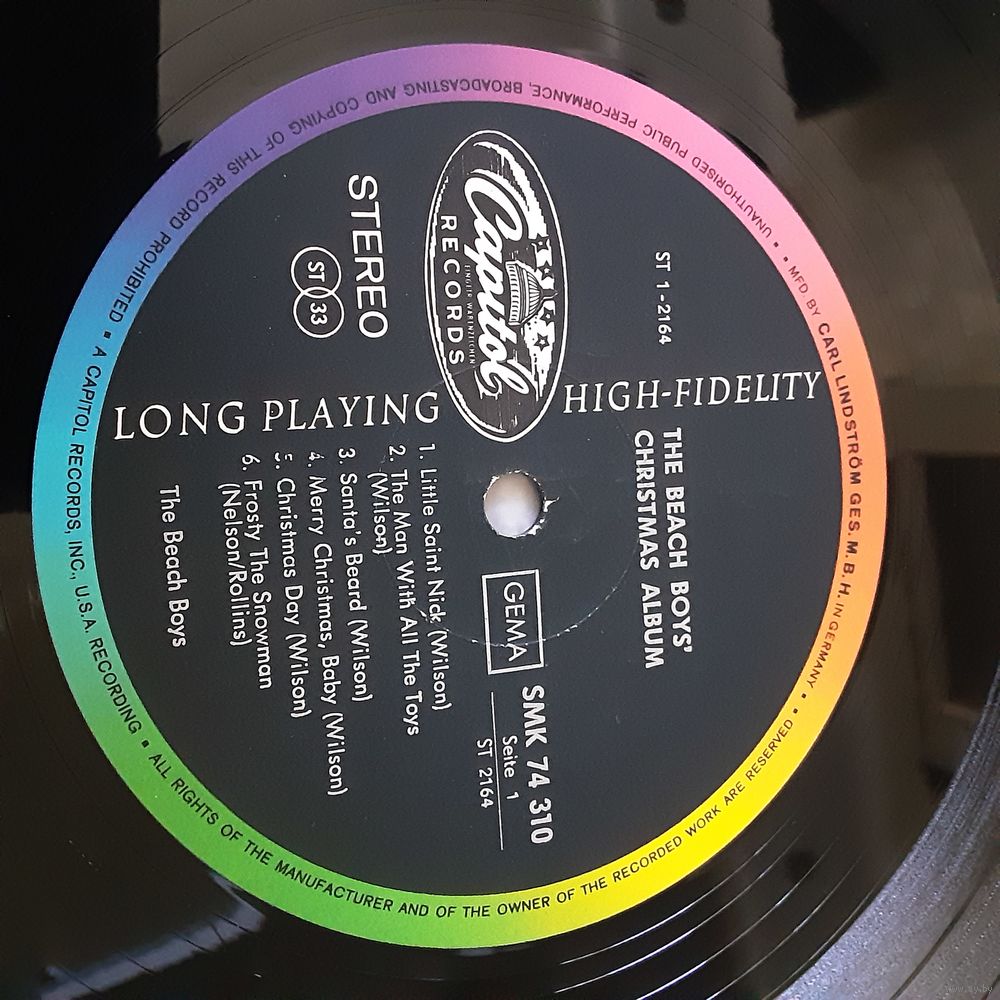 HIGH-FIDELITY
LONG PLAYING
ST 1-2164
Capitol
RECORDS
STEREO
ST 33
THE BEACH BOYS'
CHRISTMAS ALBUM
GEMA
SMK 74 310
Seite 1
ST 2164
1. Little Saint Nick (Wilson)
2. The Man With All The Toys
(Wilson)
3. Santa's Beard (Wilson)
4. Merry Christmas, Baby (Wilson)
5. Christmas Day (Wilson)
6. Frosty The Snowman
(Nelson/Rollins)
The Beach Boys
MFD BY CARL LINDSTRÖM GES. M. B. H. IN GERMANY
ALL RIGHTS OF THE MANUFACTURER AND OF THE OWNER OF THE RECORDED WORK ARE RESERVED
UNAUTHORISED PUBLIC PERFORMANCE, BROADCASTING AND COPYING OF THIS RECORD PROHIBITED ▪ A CAPITOL RECORDS, INC., U.S.A. RECORDING ▪